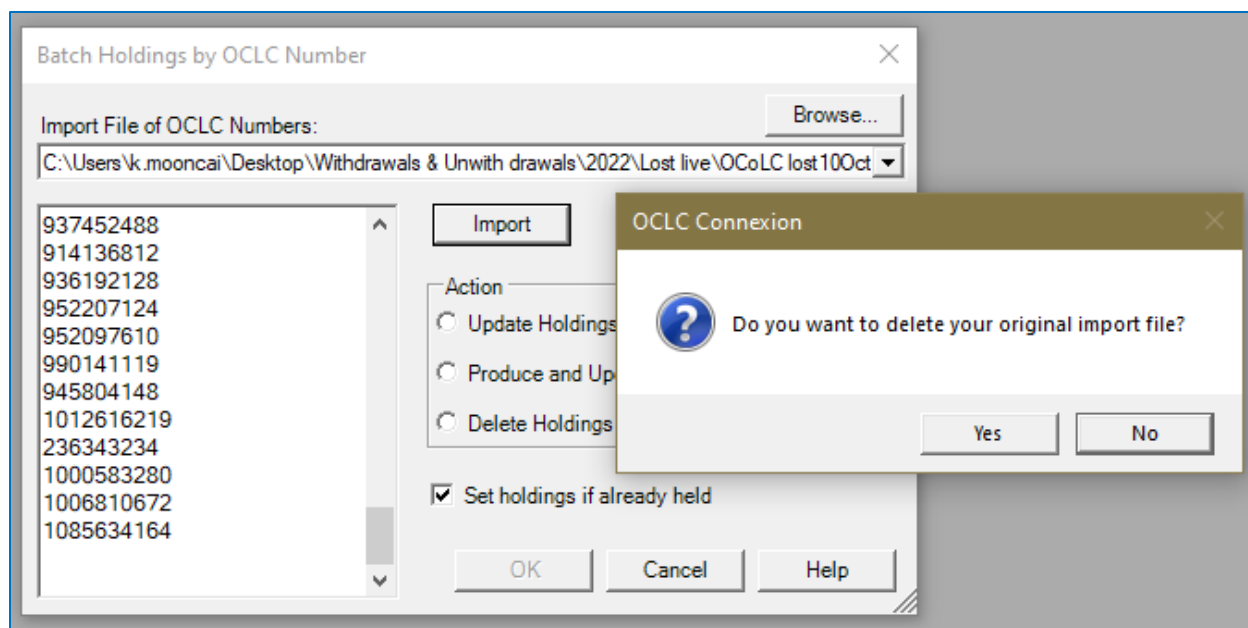 Batch Holdings by OCLC Number
Import File of OCLC Numbers:
Browse...
C:\Users\k.mooncai\Desktop\Withdrawals & Unwith drawals\2022\Lost live\OCoLC lost10Oct
937452488
914136812
936192128
952207124
952097610
990141119
945804148
1012616219
236343234
1000583280
1006810672
1085634164
Import
Action
Update Holdings
Produce and Up
Delete Holdings
Set holdings if already held
OK
Cancel
Help
OCLC Connexion
Do you want to delete your original import file?
Yes
No